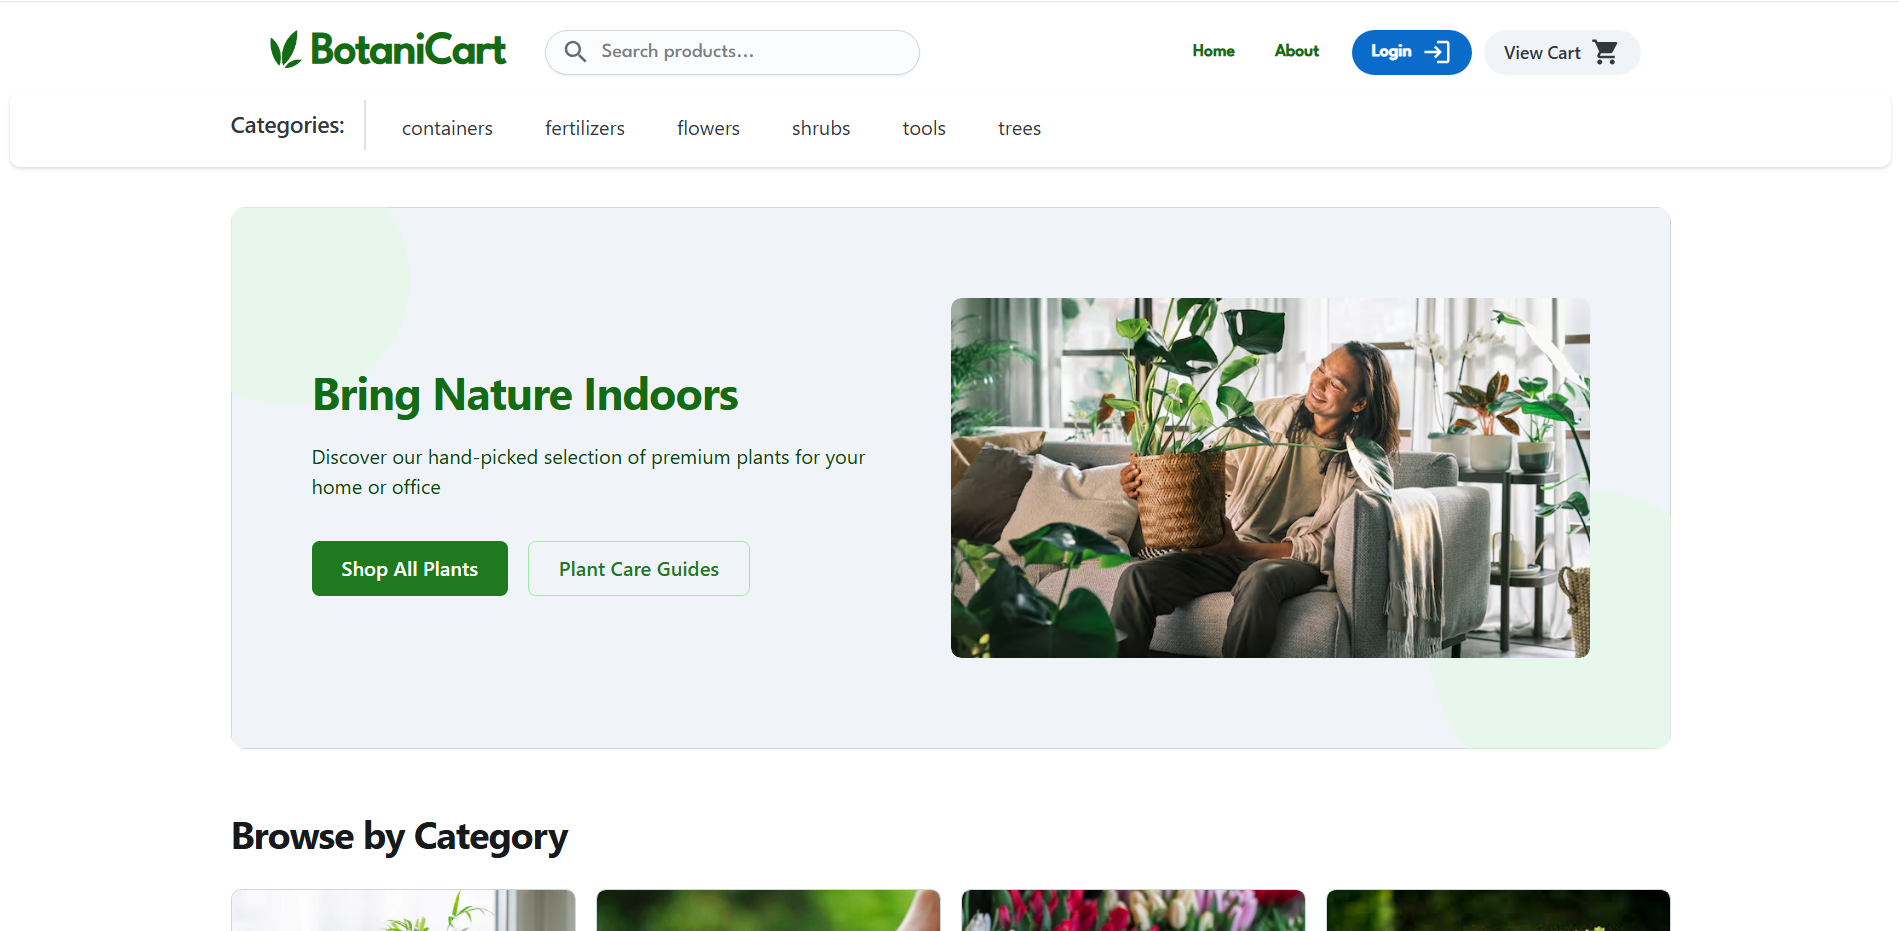 BotaniCart
Search products...
Home
About
Login
View Cart
Categories:
containers
fertilizers
flowers
shrubs
tools
trees
Bring Nature Indoors
Discover our hand-picked selection of premium plants for your
home or office
Shop All Plants
Plant Care Guides
Browse by Category